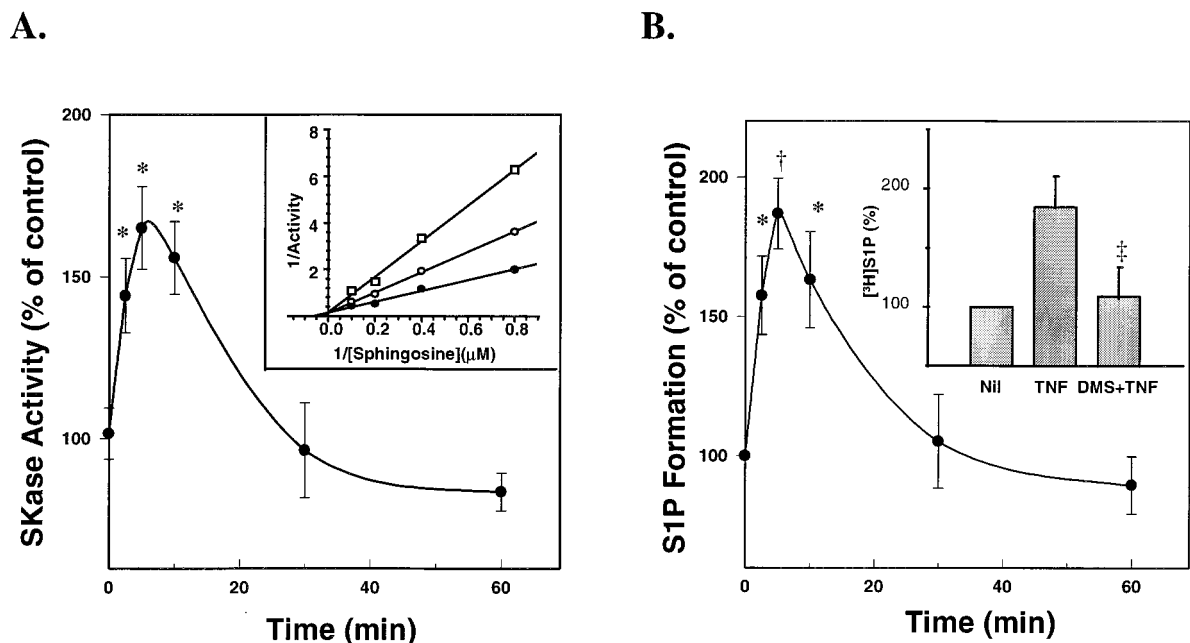 A.
SKase Activity (% of control)
200
150
100
*
*
*
0
20
40
60
Time (min)
1/Activity
8
6
4
2
0.0
0.2
0.4
0.6
0.8
1/[Sphingosine](μM)
B.
S1P Formation (% of control)
200
150
100
*
†
*
0
20
40
60
Time (min)
[³H]S1P (%)
200
100
‡
Nil
TNF
DMS+TNF